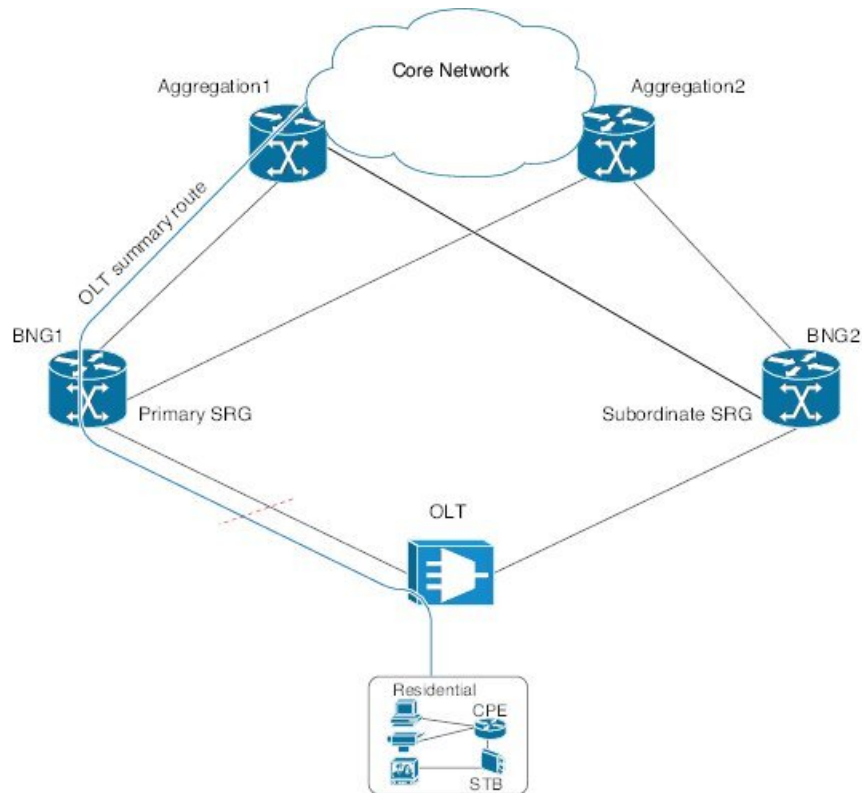 Core Network
Aggregation1
Aggregation2
OLT summary route
BNG1
BNG2
Primary SRG
Subordinate SRG
OLT
Residential
CPE
STB